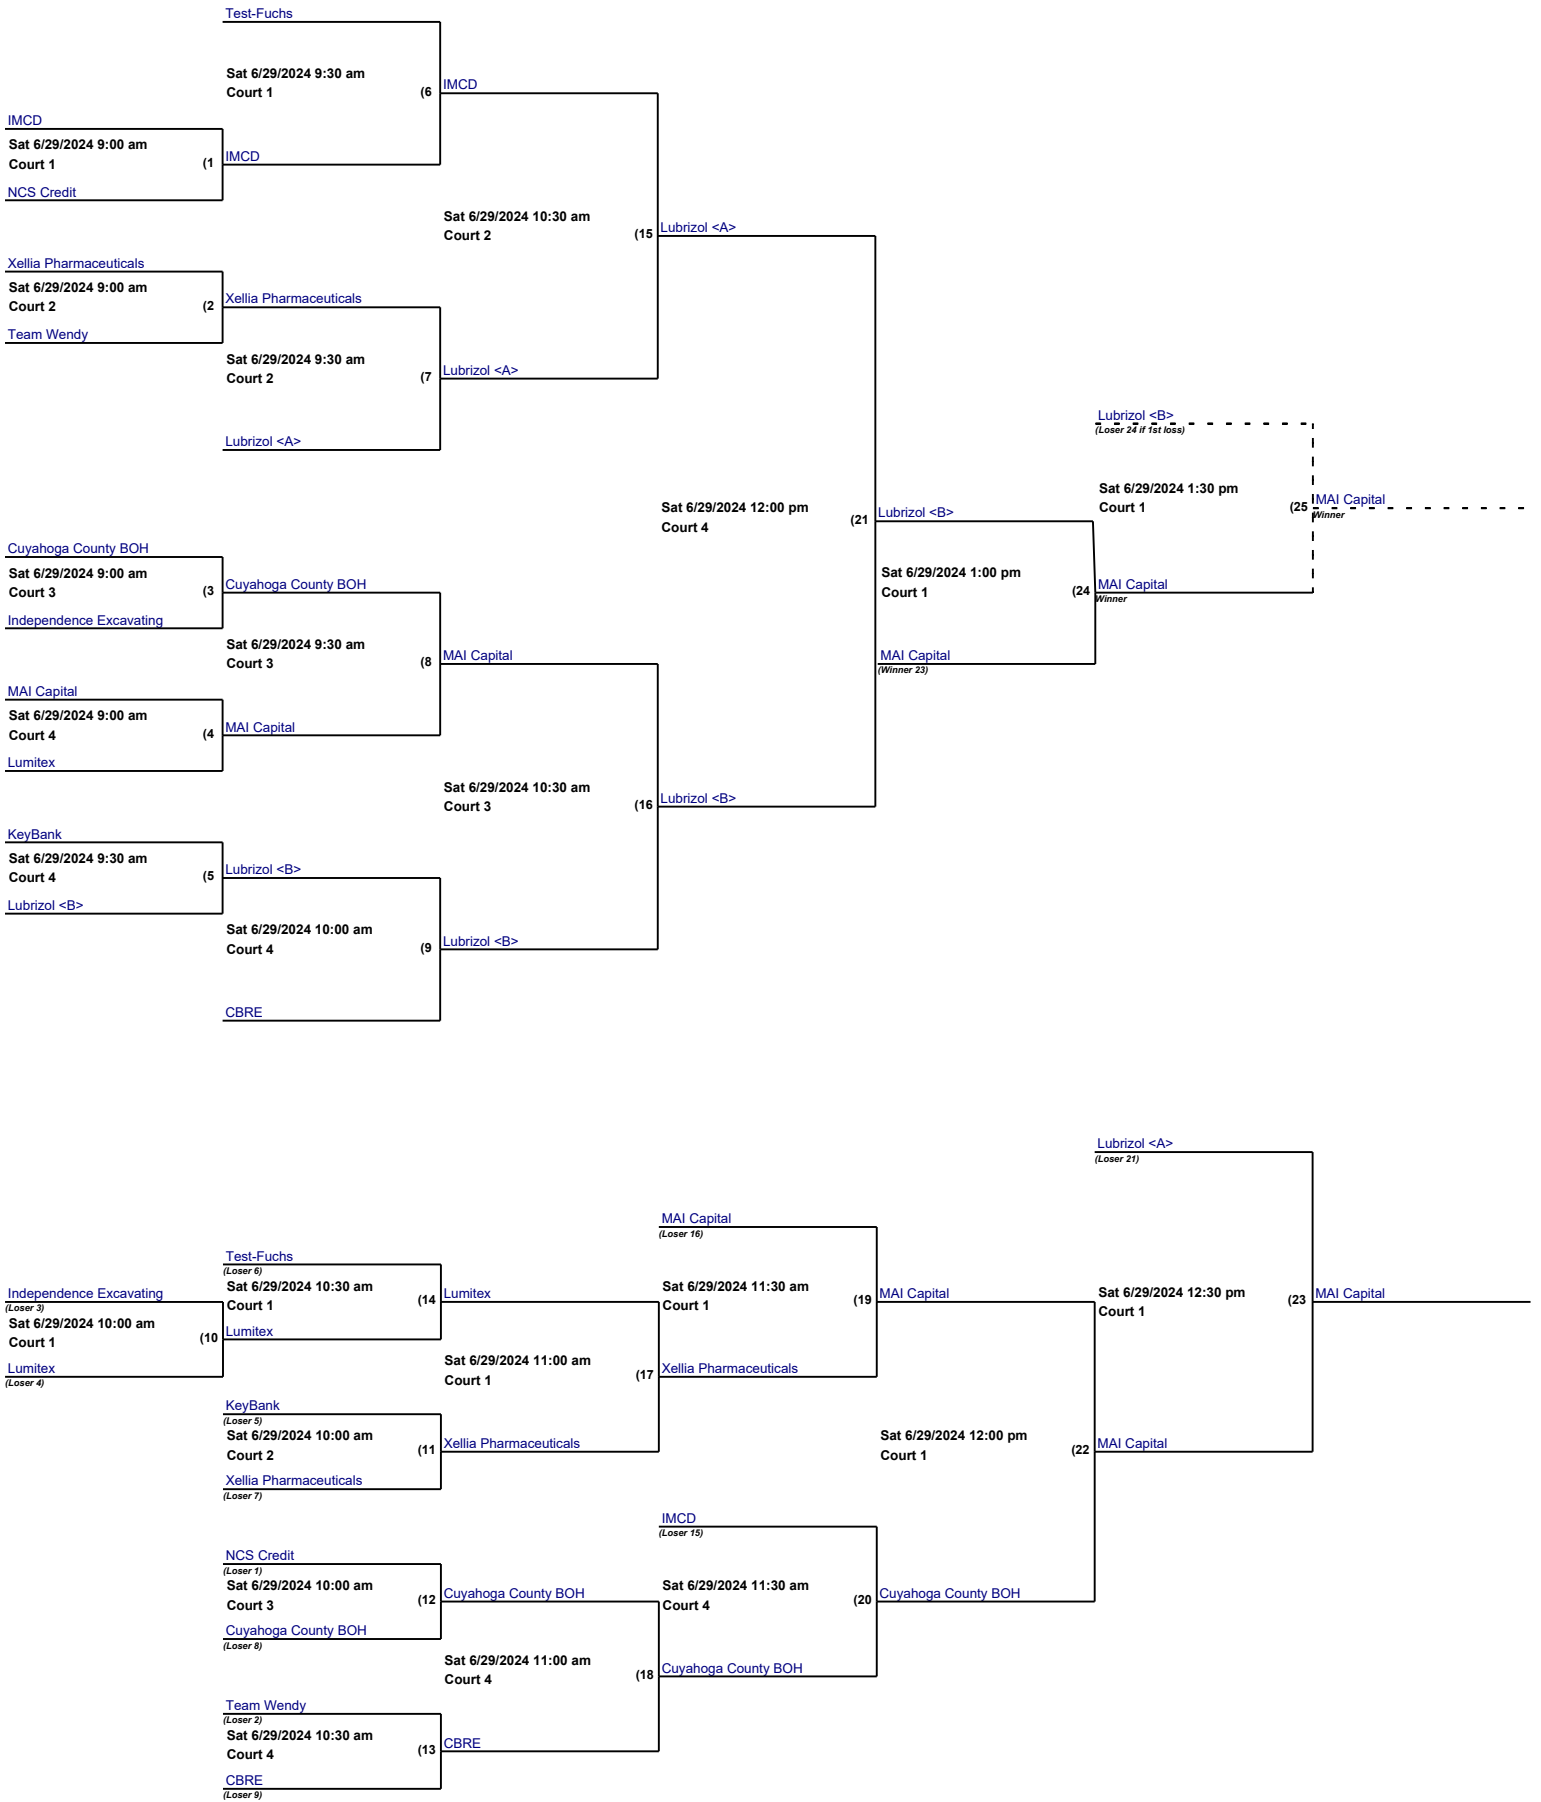 Test-Fuchs
Sat 6/29/2024 9:30 am
Court 1
(6
IMCD
IMCD
Sat 6/29/2024 9:00 am
Court 1
(1
IMCD
NCS Credit
Sat 6/29/2024 10:30 am
Court 2
(15
Lubrizol <A>
Xellia Pharmaceuticals
Sat 6/29/2024 9:00 am
Court 2
(2
Xellia Pharmaceuticals
Team Wendy
Sat 6/29/2024 9:30 am
Court 2
(7
Lubrizol <A>
Lubrizol <A>
Lubrizol <B>
(Loser 24 if 1st loss)
Sat 6/29/2024 1:30 pm
Court 1
(25
MAI Capital
Winner
Sat 6/29/2024 12:00 pm
Court 4
(21
Lubrizol <B>
Cuyahoga County BOH
Sat 6/29/2024 9:00 am
Court 3
(3
Cuyahoga County BOH
Independence Excavating
Sat 6/29/2024 1:00 pm
Court 1
(24
MAI Capital
Winner
Sat 6/29/2024 9:30 am
Court 3
(8
MAI Capital
MAI Capital
(Winner 23)
MAI Capital
Sat 6/29/2024 9:00 am
Court 4
(4
MAI Capital
Lumitex
Sat 6/29/2024 10:30 am
Court 3
(16
Lubrizol <B>
KeyBank
Sat 6/29/2024 9:30 am
Court 4
(5
Lubrizol <B>
Lubrizol <B>
Sat 6/29/2024 10:00 am
Court 4
(9
Lubrizol <B>
CBRE
Lubrizol <A>
(Loser 21)
MAI Capital
(Loser 16)
Test-Fuchs
(Loser 6)
Sat 6/29/2024 10:30 am
Court 1
(14
Lumitex
Sat 6/29/2024 11:30 am
Court 1
(19
MAI Capital
Sat 6/29/2024 12:30 pm
Court 1
(23
MAI Capital
Independence Excavating
(Loser 3)
Sat 6/29/2024 10:00 am
Court 1
(10
Lumitex
Lumitex
(Loser 4)
Sat 6/29/2024 11:00 am
Court 1
(17
Xellia Pharmaceuticals
KeyBank
(Loser 5)
Sat 6/29/2024 10:00 am
Court 2
(11
Xellia Pharmaceuticals
Xellia Pharmaceuticals
(Loser 7)
Sat 6/29/2024 12:00 pm
Court 1
(22
MAI Capital
IMCD
(Loser 15)
NCS Credit
(Loser 1)
Sat 6/29/2024 10:00 am
Court 3
(12
Cuyahoga County BOH
Sat 6/29/2024 11:30 am
Court 4
(20
Cuyahoga County BOH
Cuyahoga County BOH
(Loser 8)
Sat 6/29/2024 11:00 am
Court 4
(18
Cuyahoga County BOH
Team Wendy
(Loser 2)
Sat 6/29/2024 10:30 am
Court 4
(13
CBRE
CBRE
(Loser 9)